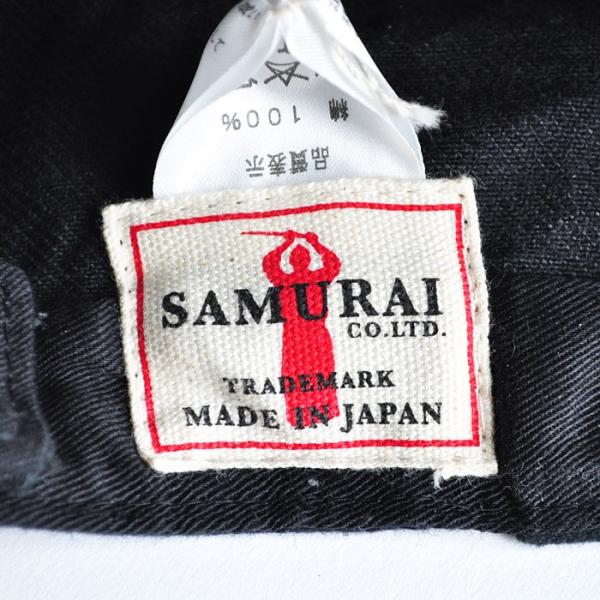 品質表示
綿 100%
SAMURAI
CO.LTD.
TRADEMARK
MADE IN JAPAN